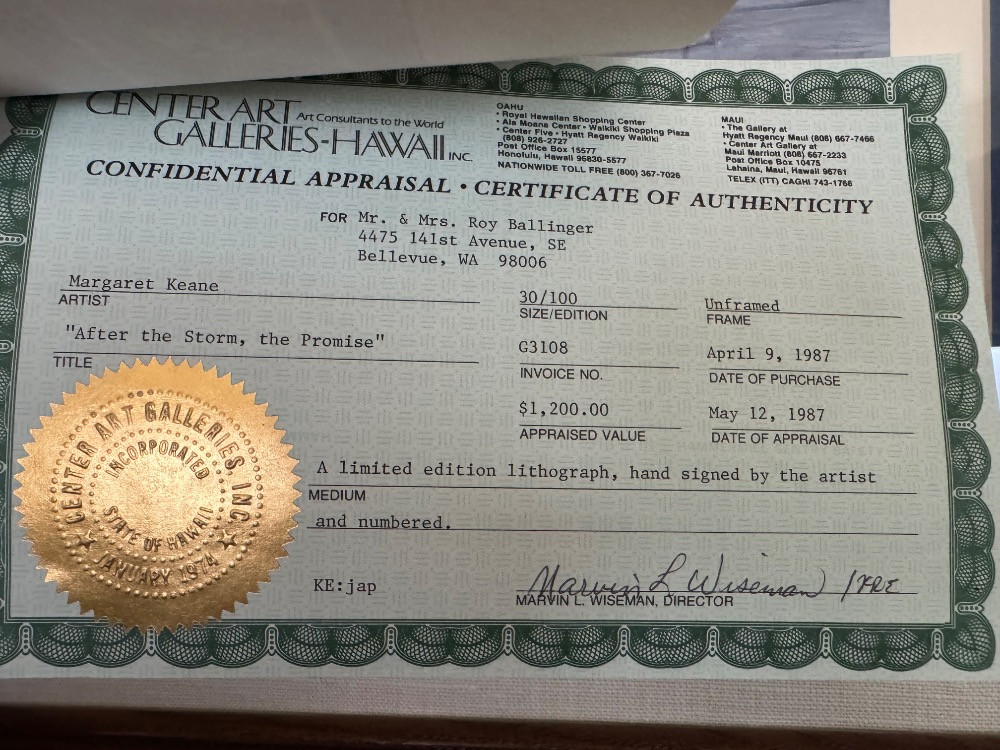 CENTER ART
GALLERIES-HAWAII INC.
Art Consultants to the World
OAHU
• Royal Hawaiian Shopping Center
• Ala Moana Center • Waikiki Shopping Plaza
• Center Five • Hyatt Regency Waikiki
(808) 926-2727
Post Office Box 15577
Honolulu, Hawaii 96830-5577
NATIONWIDE TOLL FREE (800) 367-7026
MAUI
• The Gallery at
Hyatt Regency Maui (808) 667-7466
• Center Art Gallery at
Maui Marriott (808) 667-2233
Post Office Box 10475
Lahaina, Maui, Hawaii 96761
TELEX (ITT) CAGHI 743-1766
CONFIDENTIAL APPRAISAL • CERTIFICATE OF AUTHENTICITY
FOR Mr. & Mrs. Roy Ballinger
4475 141st Avenue, SE
Bellevue, WA 98006
Margaret Keane
ARTIST
30/100
SIZE/EDITION
Unframed
FRAME
"After the Storm, the Promise"
TITLE
G3108
INVOICE NO.
April 9, 1987
DATE OF PURCHASE
$1,200.00
APPRAISED VALUE
May 12, 1987
DATE OF APPRAISAL
A limited edition lithograph, hand signed by the artist
MEDIUM
and numbered.
KE:jap
Marvin L. Wiseman
MARVIN L. WISEMAN, DIRECTOR
CENTER ART GALLERIES, INC.
INCORPORATED
STATE OF HAWAII
JANUARY 1974